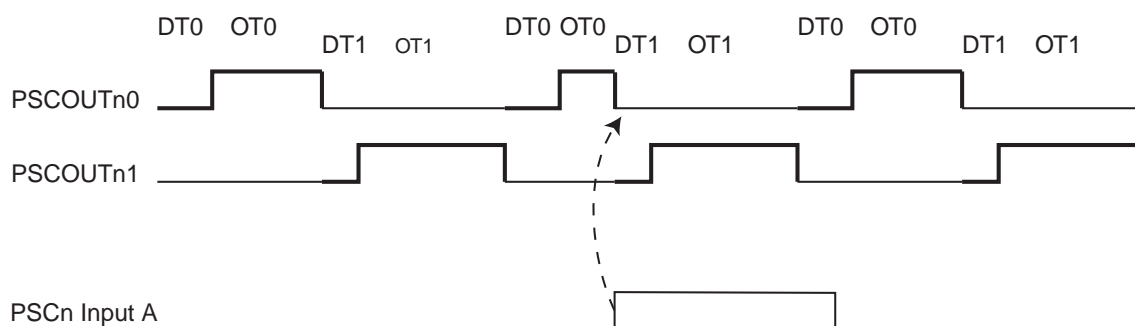 DT0 OT0 DT0 OT0 DT0 OT0
DT1 OT1 DT1 OT1 DT1 OT1
PSCOUTn0
PSCOUTn1
PSCn Input A